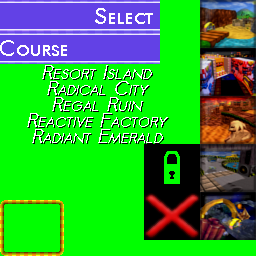 Select
Course
Resort Island
Radical City
Regal Ruin
Reactive Factory
Radiant Emerald